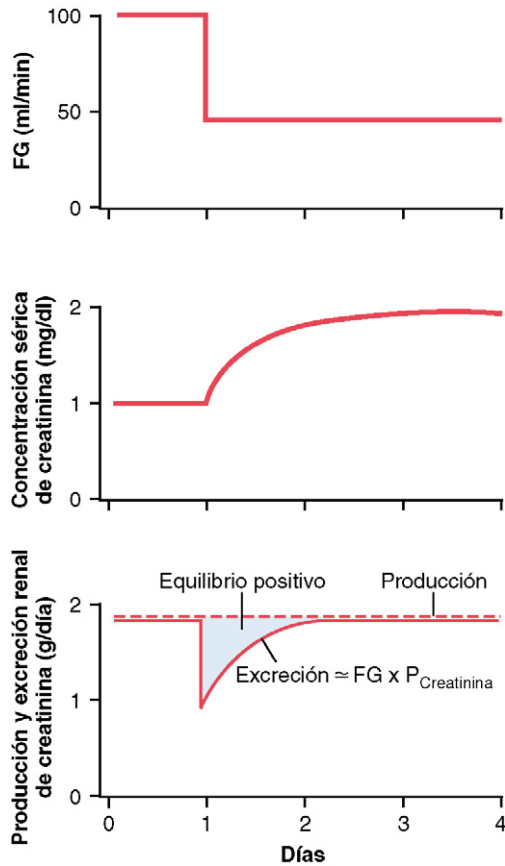 FG (ml/min)
100
50
0
Concentración sérica
de creatinina (mg/dl)
2
1
0
Producción y excreción renal
de creatinina (g/día)
2
1
0
Equilibrio positivo
Producción
Excreción ≃ FG x PCreatinina
0 1 2 3 4
Días